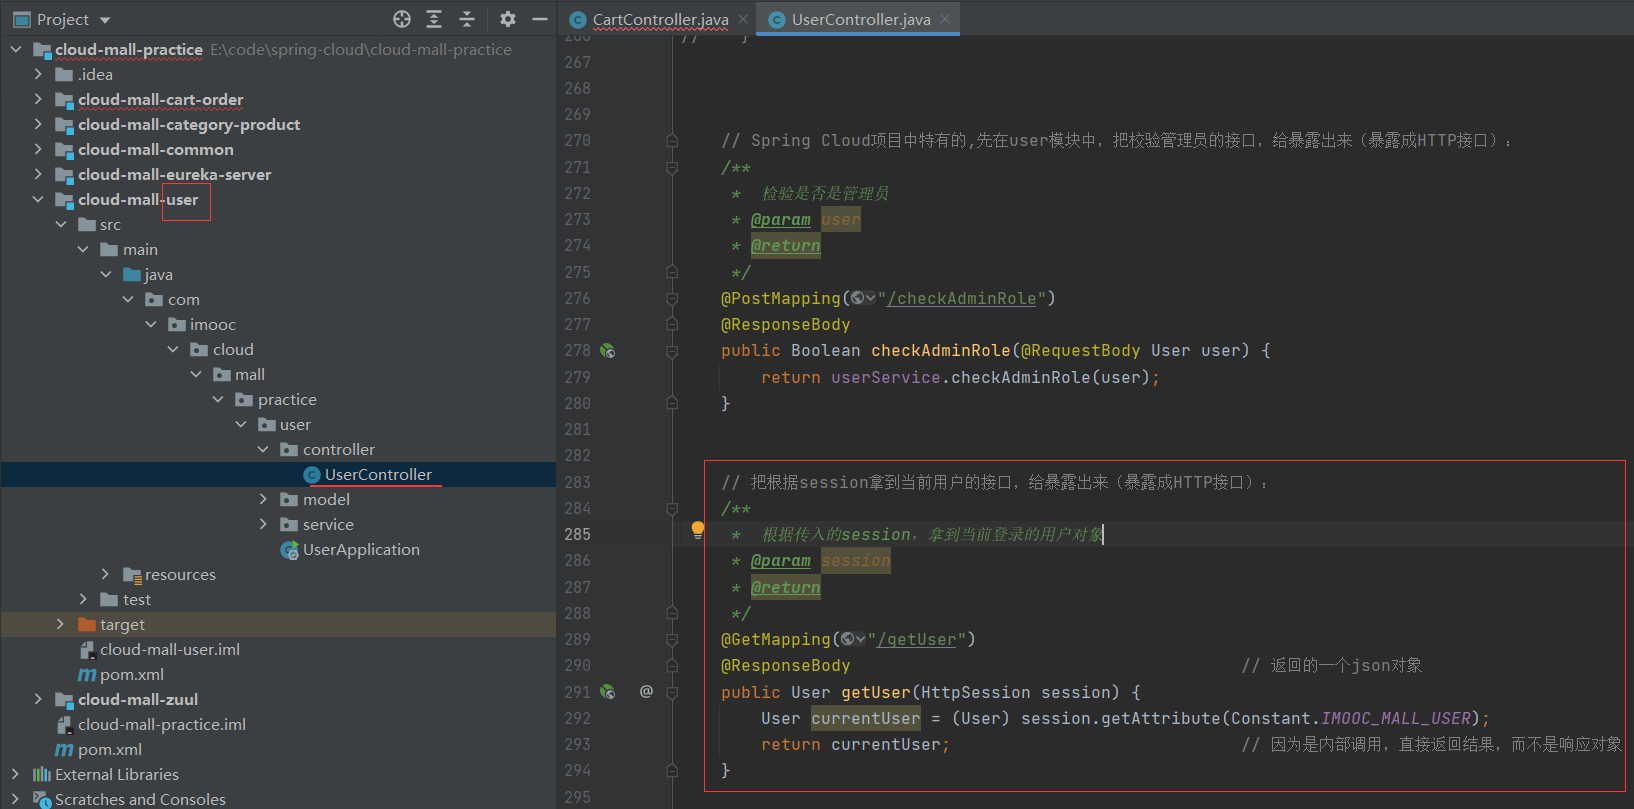 Project
CartController.java
UserController.java
cloud-mall-practice E:\code\spring-cloud\cloud-mall-practice
.idea
cloud-mall-cart-order
cloud-mall-category-product
cloud-mall-common
cloud-mall-eureka-server
cloud-mall-user
src
main
java
com
imooc
cloud
mall
practice
user
controller
UserController
model
service
UserApplication
resources
test
target
cloud-mall-user.iml
pom.xml
cloud-mall-zuul
cloud-mall-practice.iml
pom.xml
External Libraries
Scratches and Consoles
266 // }
267
268
269
270 // Spring Cloud项目中特有的,先在user模块中，把校验管理员的接口，给暴露出来（暴露成HTTP接口）：
271 /**
272 * 检验是否是管理员
273 * @param user
274 * @return
275 */
276 @PostMapping("/checkAdminRole")
277 @ResponseBody
278 public Boolean checkAdminRole(@RequestBody User user) {
279 return userService.checkAdminRole(user);
280 }
281
282
283 // 把根据session拿到当前用户的接口，给暴露出来（暴露成HTTP接口）：
284 /**
285 * 根据传入的session，拿到当前登录的用户对象
286 * @param session
287 * @return
288 */
289 @GetMapping("/getUser")
290 @ResponseBody // 返回的一个json对象
291 @ public User getUser(HttpSession session) {
292 User currentUser = (User) session.getAttribute(Constant.IMOOC_MALL_USER);
293 return currentUser; // 因为是内部调用，直接返回结果，而不是响应对象
294 }
295